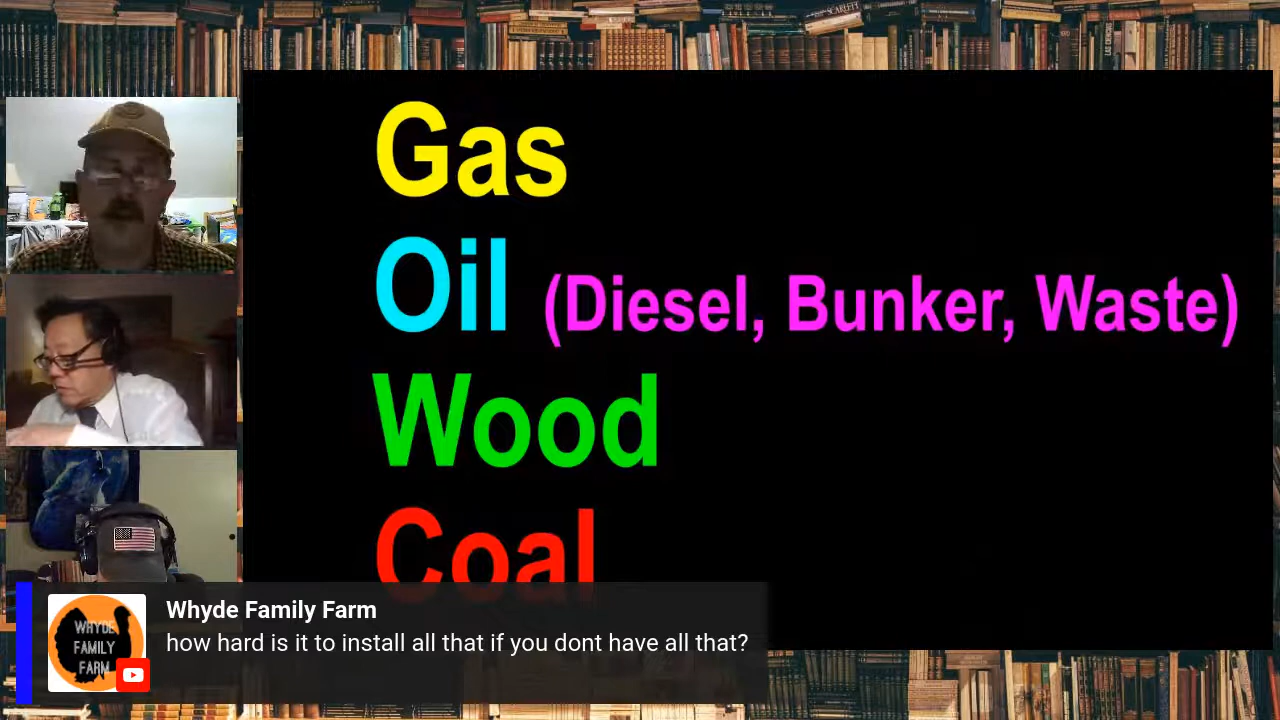 Gas
Oil (Diesel, Bunker, Waste)
Wood
Coal
Whyde Family Farm
how hard is it to install all that if you dont have all that?
WHYDE
FAMILY
FARM
SCARLETT